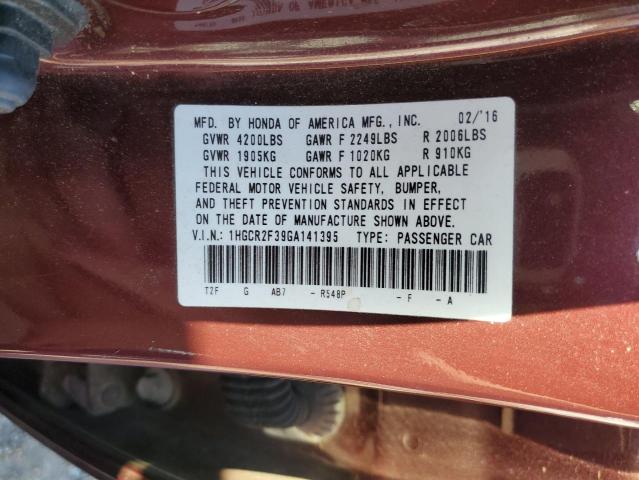 MFD. BY HONDA OF AMERICA MFG., INC. 02/'16
GVWR 4200LBS GAWR F 2249LBS R 2006LBS
GVWR 1905KG GAWR F 1020KG R 910KG
THIS VEHICLE CONFORMS TO ALL APPLICABLE
FEDERAL MOTOR VEHICLE SAFETY, BUMPER,
AND THEFT PREVENTION STANDARDS IN EFFECT
ON THE DATE OF MANUFACTURE SHOWN ABOVE.
V.I.N.: 1HGCR2F39GA141395 TYPE: PASSENGER CAR
T2F G AB7 - R548P - F - A